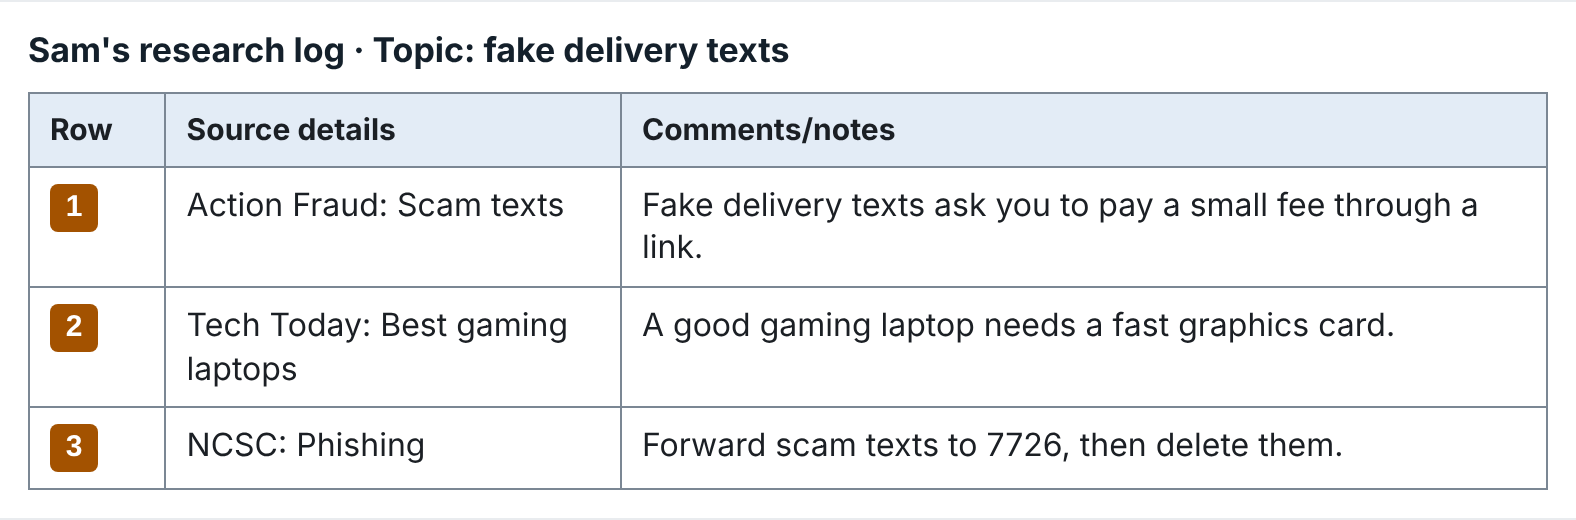 Sam's research log · Topic: fake delivery texts
Row Source details Comments/notes
1 Action Fraud: Scam texts Fake delivery texts ask you to pay a small fee through a
link.
2 Tech Today: Best gaming A good gaming laptop needs a fast graphics card.
laptops
3 NCSC: Phishing Forward scam texts to 7726, then delete them.